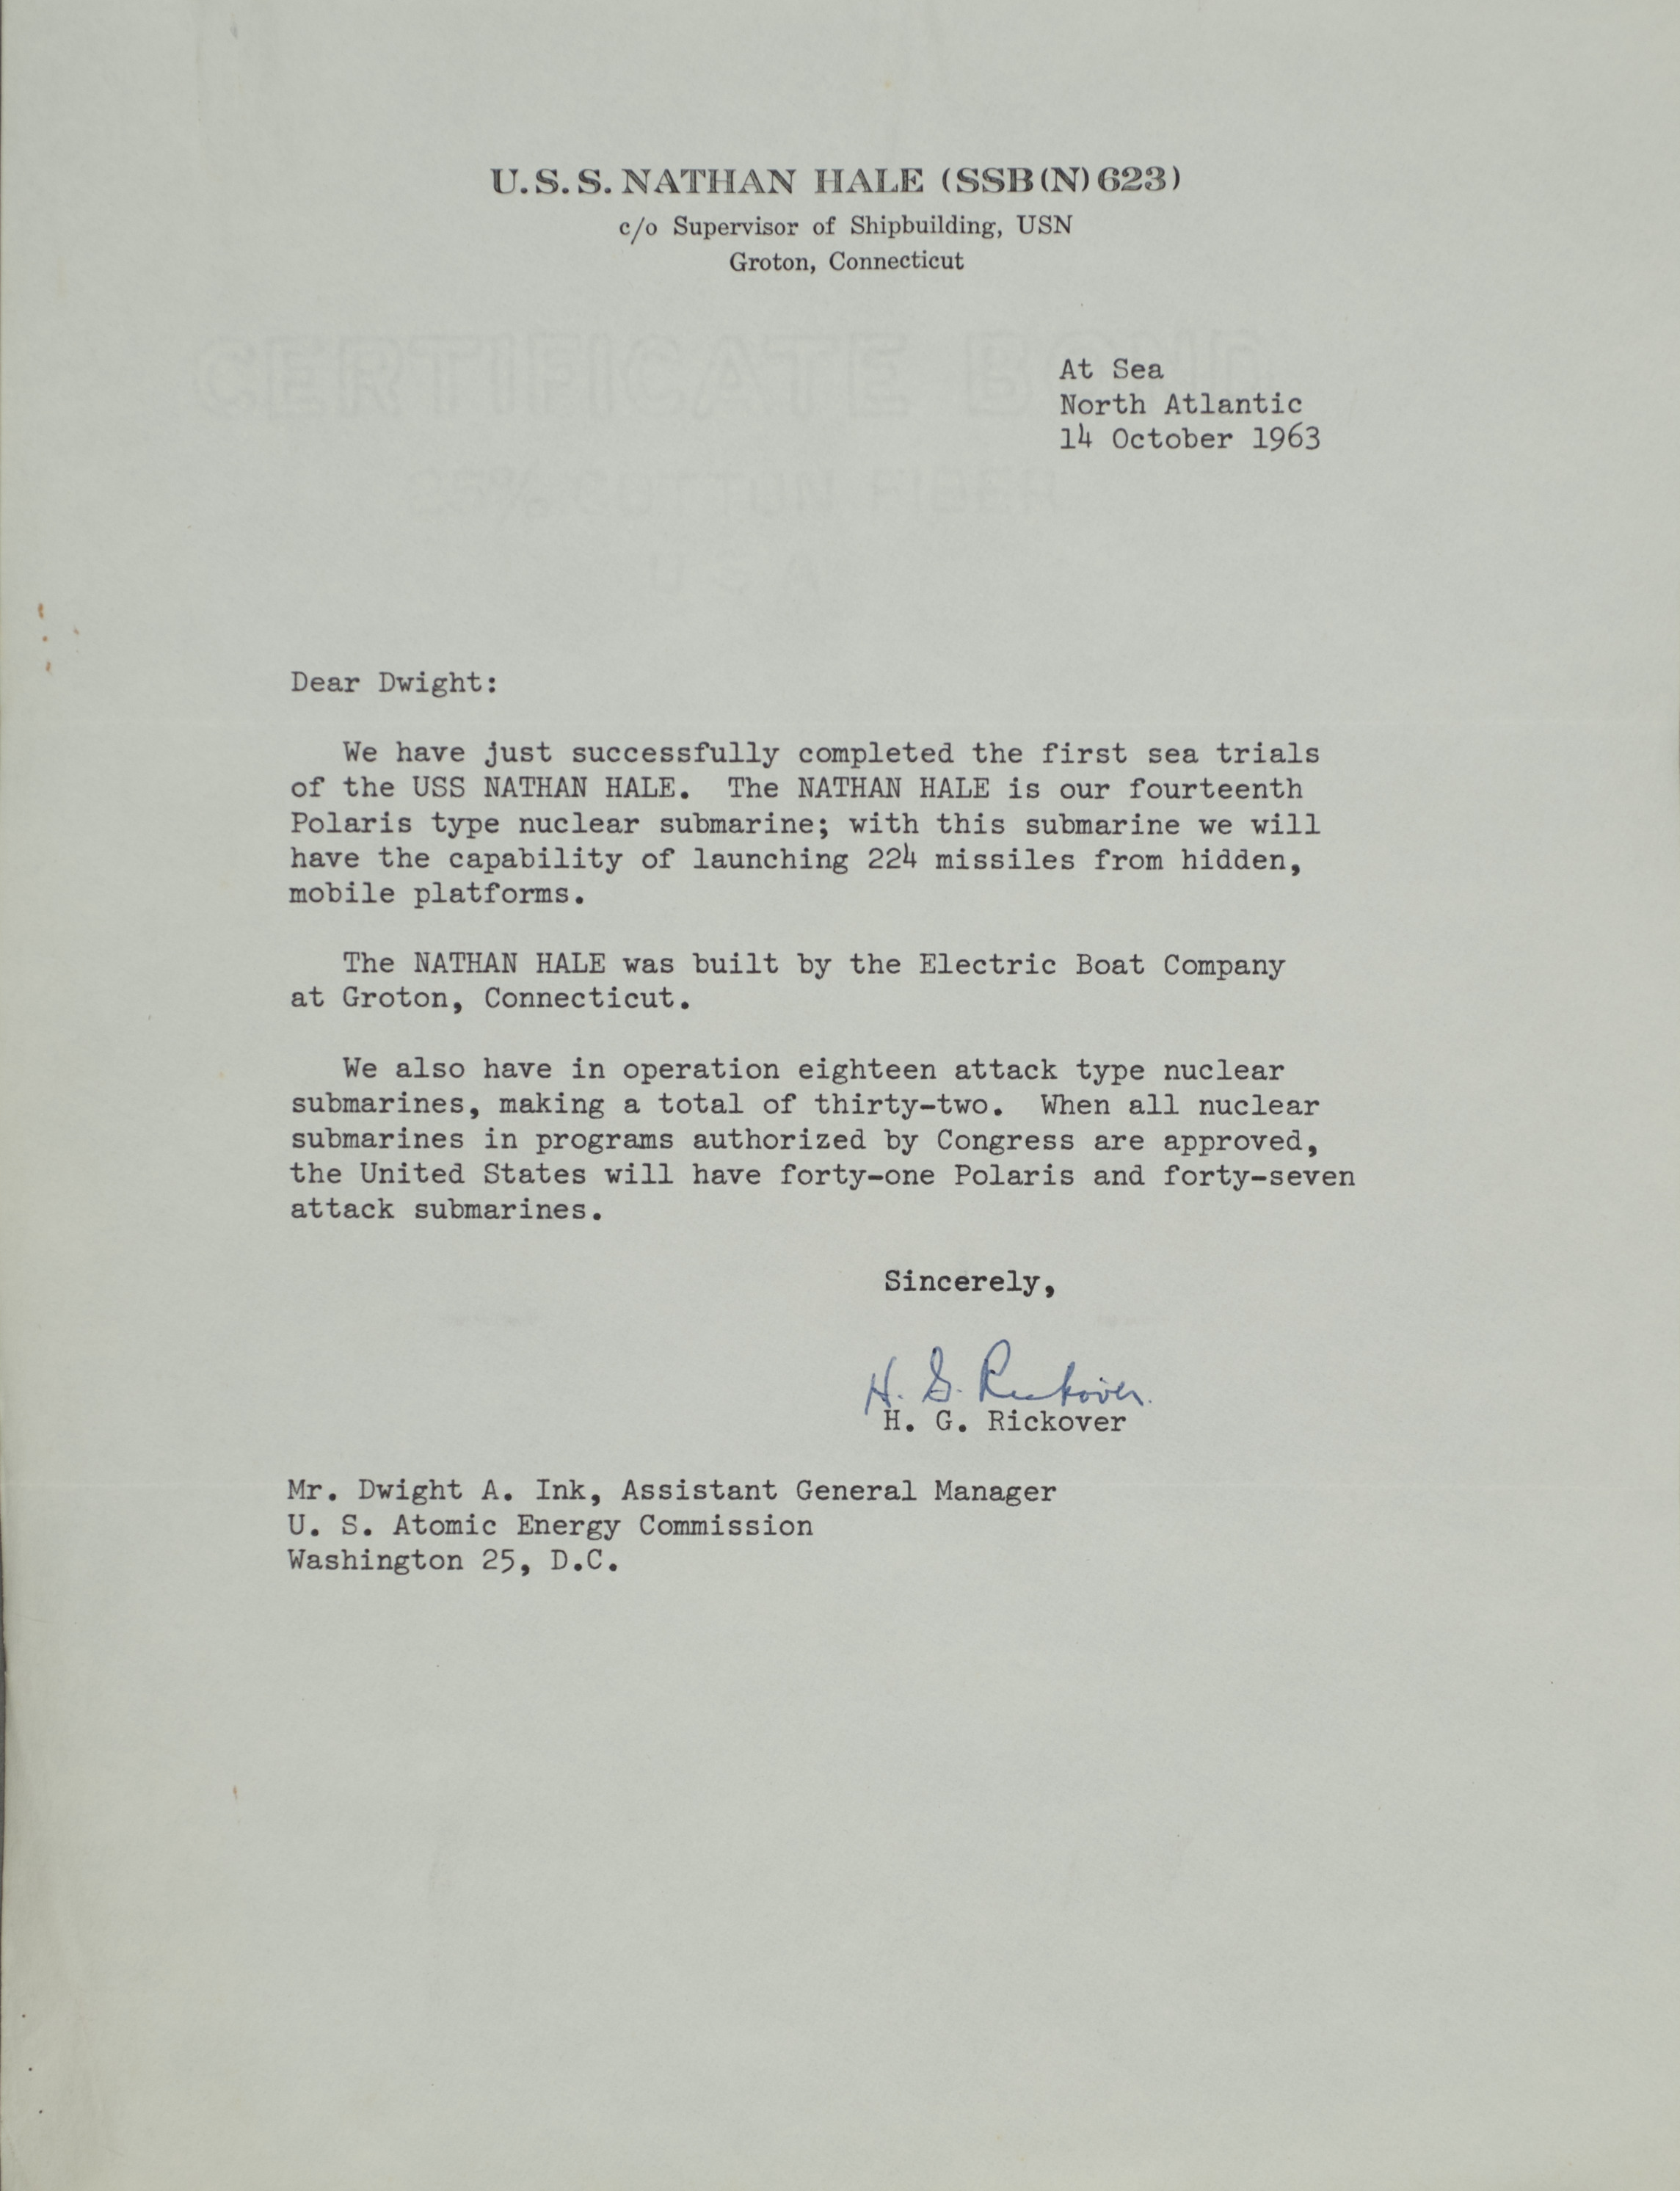 U.S.S. NATHAN HALE (SSB(N) 623)
c/o Supervisor of Shipbuilding, USN
Groton, Connecticut
CERTIFICATE BOND
At Sea
North Atlantic
14 October 1963
25% COTTON FIBER
U S A
Dear Dwight:
We have just successfully completed the first sea trials
of the USS NATHAN HALE. The NATHAN HALE is our fourteenth
Polaris type nuclear submarine; with this submarine we will
have the capability of launching 224 missiles from hidden,
mobile platforms.
The NATHAN HALE was built by the Electric Boat Company
at Groton, Connecticut.
We also have in operation eighteen attack type nuclear
submarines, making a total of thirty-two. When all nuclear
submarines in programs authorized by Congress are approved,
the United States will have forty-one Polaris and forty-seven
attack submarines.
Sincerely,
H. G. Rickover
H. G. Rickover
Mr. Dwight A. Ink, Assistant General Manager
U. S. Atomic Energy Commission
Washington 25, D.C.